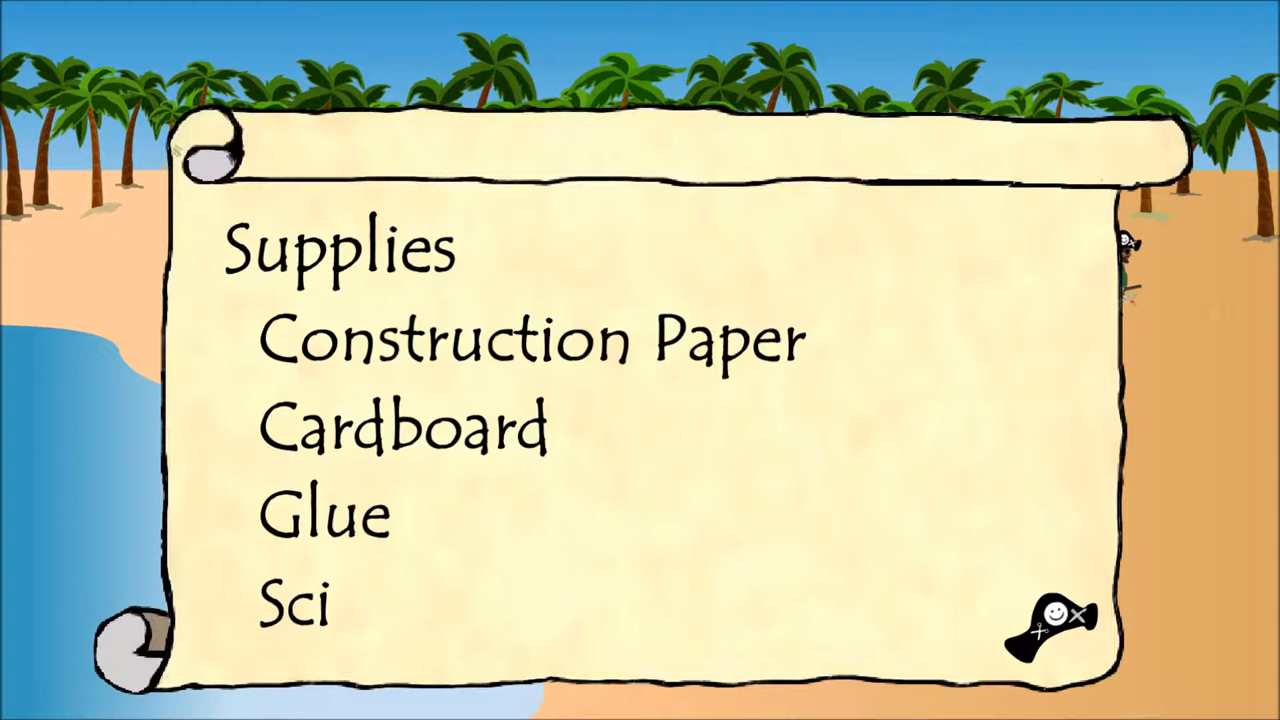 Supplies
Construction Paper
Cardboard
Glue
Sci